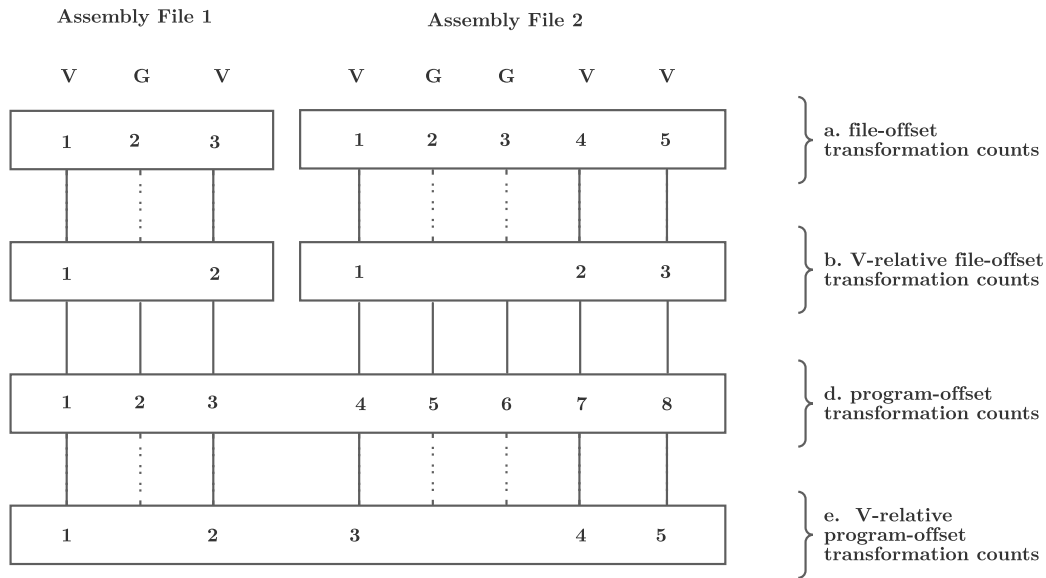 Assembly File 1
Assembly File 2
V G V V G G V V
1 2 3 1 2 3 4 5
a. file-offset
transformation counts
1 2 1 2 3
b. V-relative file-offset
transformation counts
1 2 3 4 5 6 7 8
d. program-offset
transformation counts
1 2 3 4 5
e. V-relative
program-offset
transformation counts